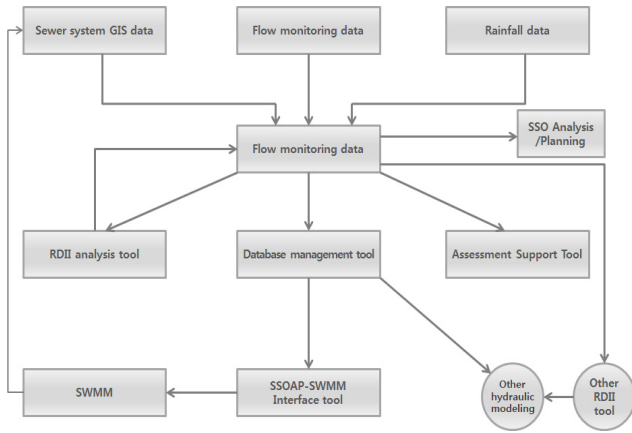 Sewer system GIS data
Flow monitoring data
Rainfall data
SSO Analysis
/Planning
Flow monitoring data
RDII analysis tool
Database management tool
Assessment Support Tool
SWMM
SSOAP-SWMM
Interface tool
Other
hydraulic
modeling
Other
RDII
tool